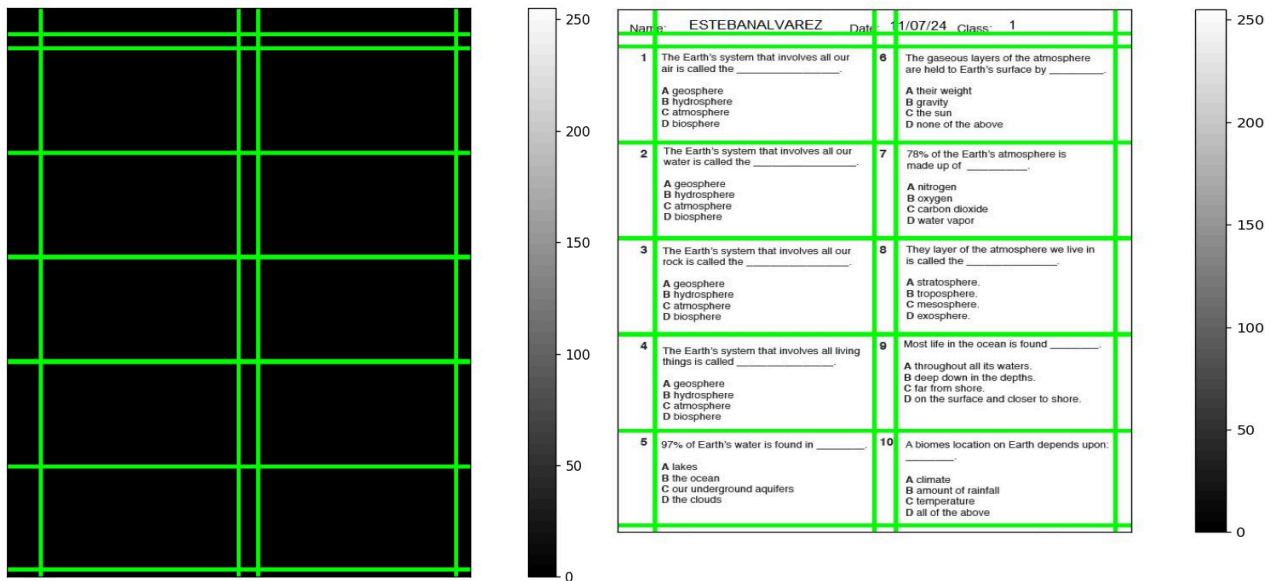 250
200
150
100
50
0
Name: ESTEBANALVAREZ Date: 11/07/24 Class: 1
1 The Earth's system that involves all our
air is called the _________________.
A geosphere
B hydrosphere
C atmosphere
D biosphere
2 The Earth's system that involves all our
water is called the _________________.
A geosphere
B hydrosphere
C atmosphere
D biosphere
3 The Earth's system that involves all our
rock is called the _________________.
A geosphere
B hydrosphere
C atmosphere
D biosphere
4 The Earth's system that involves all living
things is called ________________.
A geosphere
B hydrosphere
C atmosphere
D biosphere
5 97% of Earth's water is found in ________.
A lakes
B the ocean
C our underground aquifers
D the clouds
6 The gaseous layers of the atmosphere
are held to Earth's surface by _________.
A their weight
B gravity
C the sun
D none of the above
7 78% of the Earth's atmosphere is
made up of __________.
A nitrogen
B oxygen
C carbon dioxide
D water vapor
8 They layer of the atmosphere we live in
is called the _______________.
A stratosphere.
B troposphere.
C mesosphere.
D exosphere.
9 Most life in the ocean is found ________.
A throughout all its waters.
B deep down in the depths.
C far from shore.
D on the surface and closer to shore.
10 A biomes location on Earth depends upon:
________.
A climate
B amount of rainfall
C temperature
D all of the above
250
200
150
100
50
0